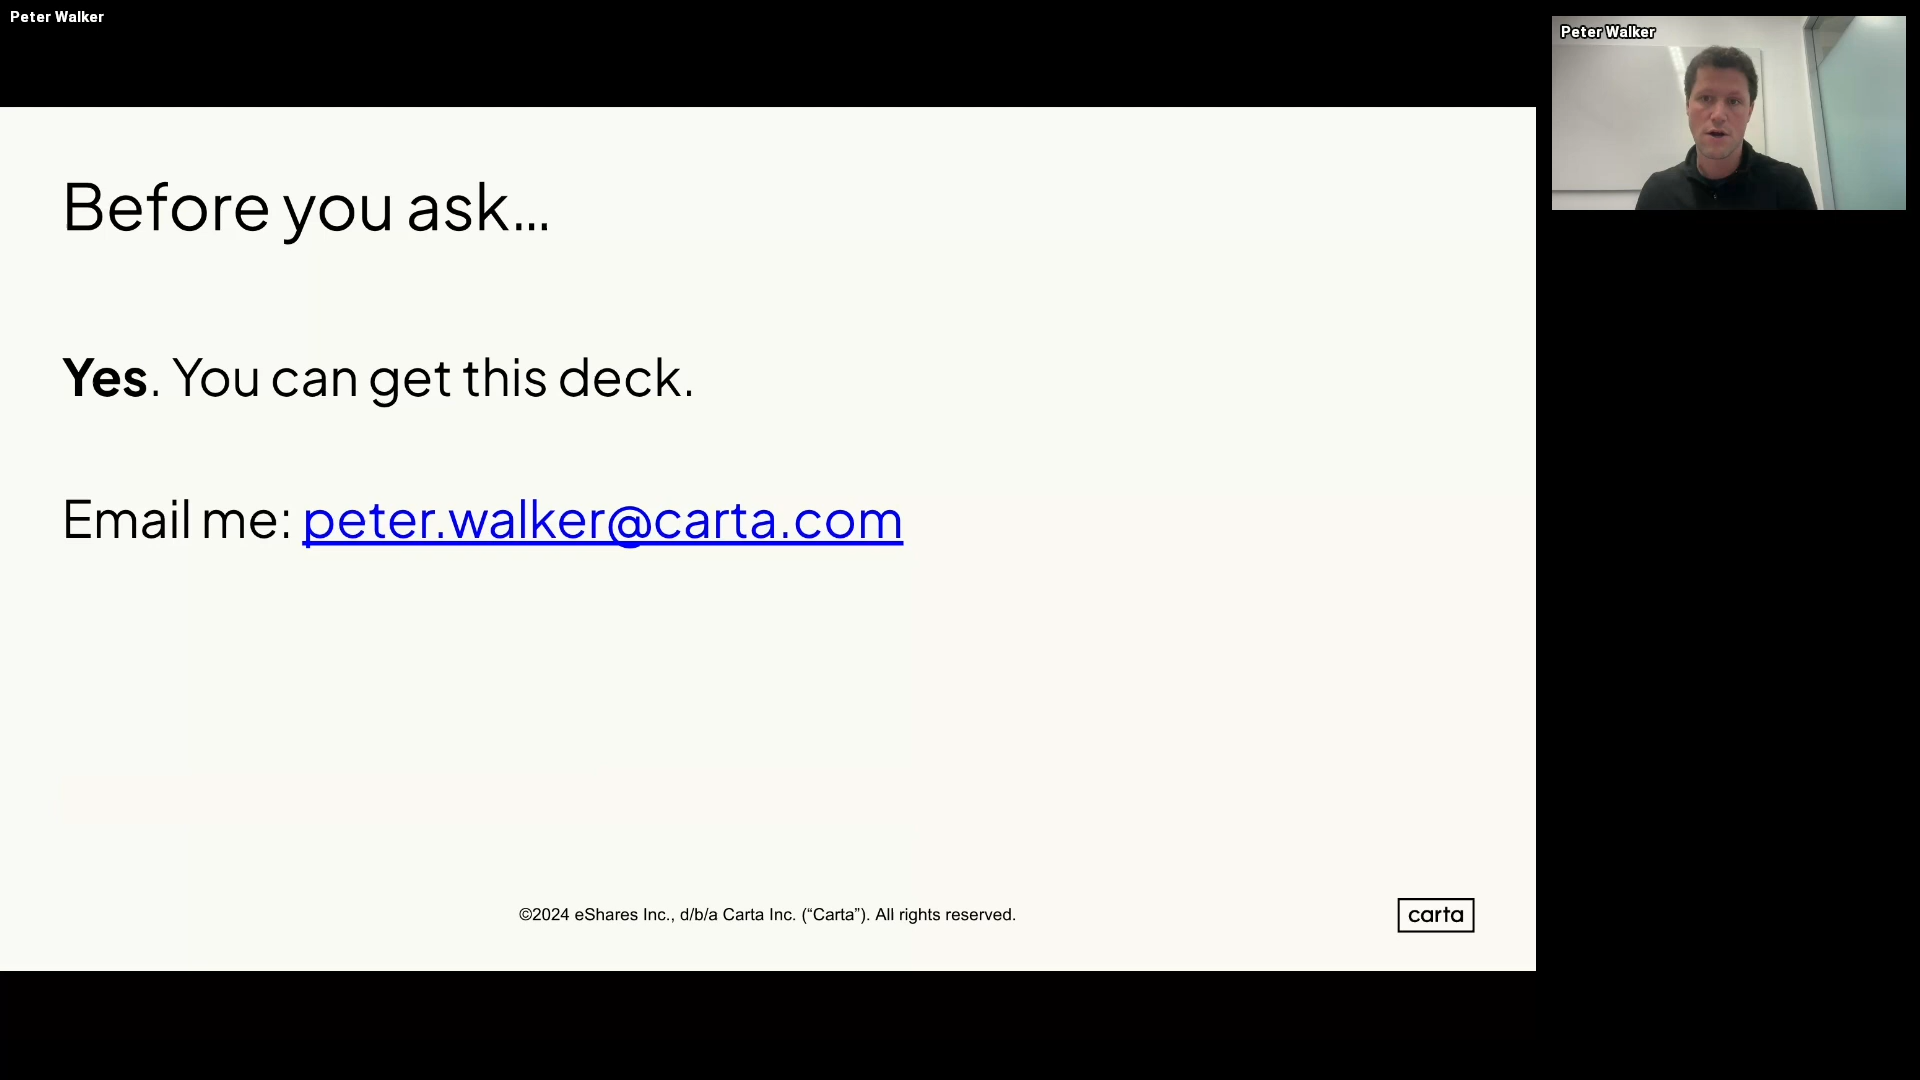 Peter Walker
Peter Walker
Before you ask...
Yes. You can get this deck.
Email me: peter.walker@carta.com
©2024 eShares Inc., d/b/a Carta Inc. (“Carta”). All rights reserved.
carta